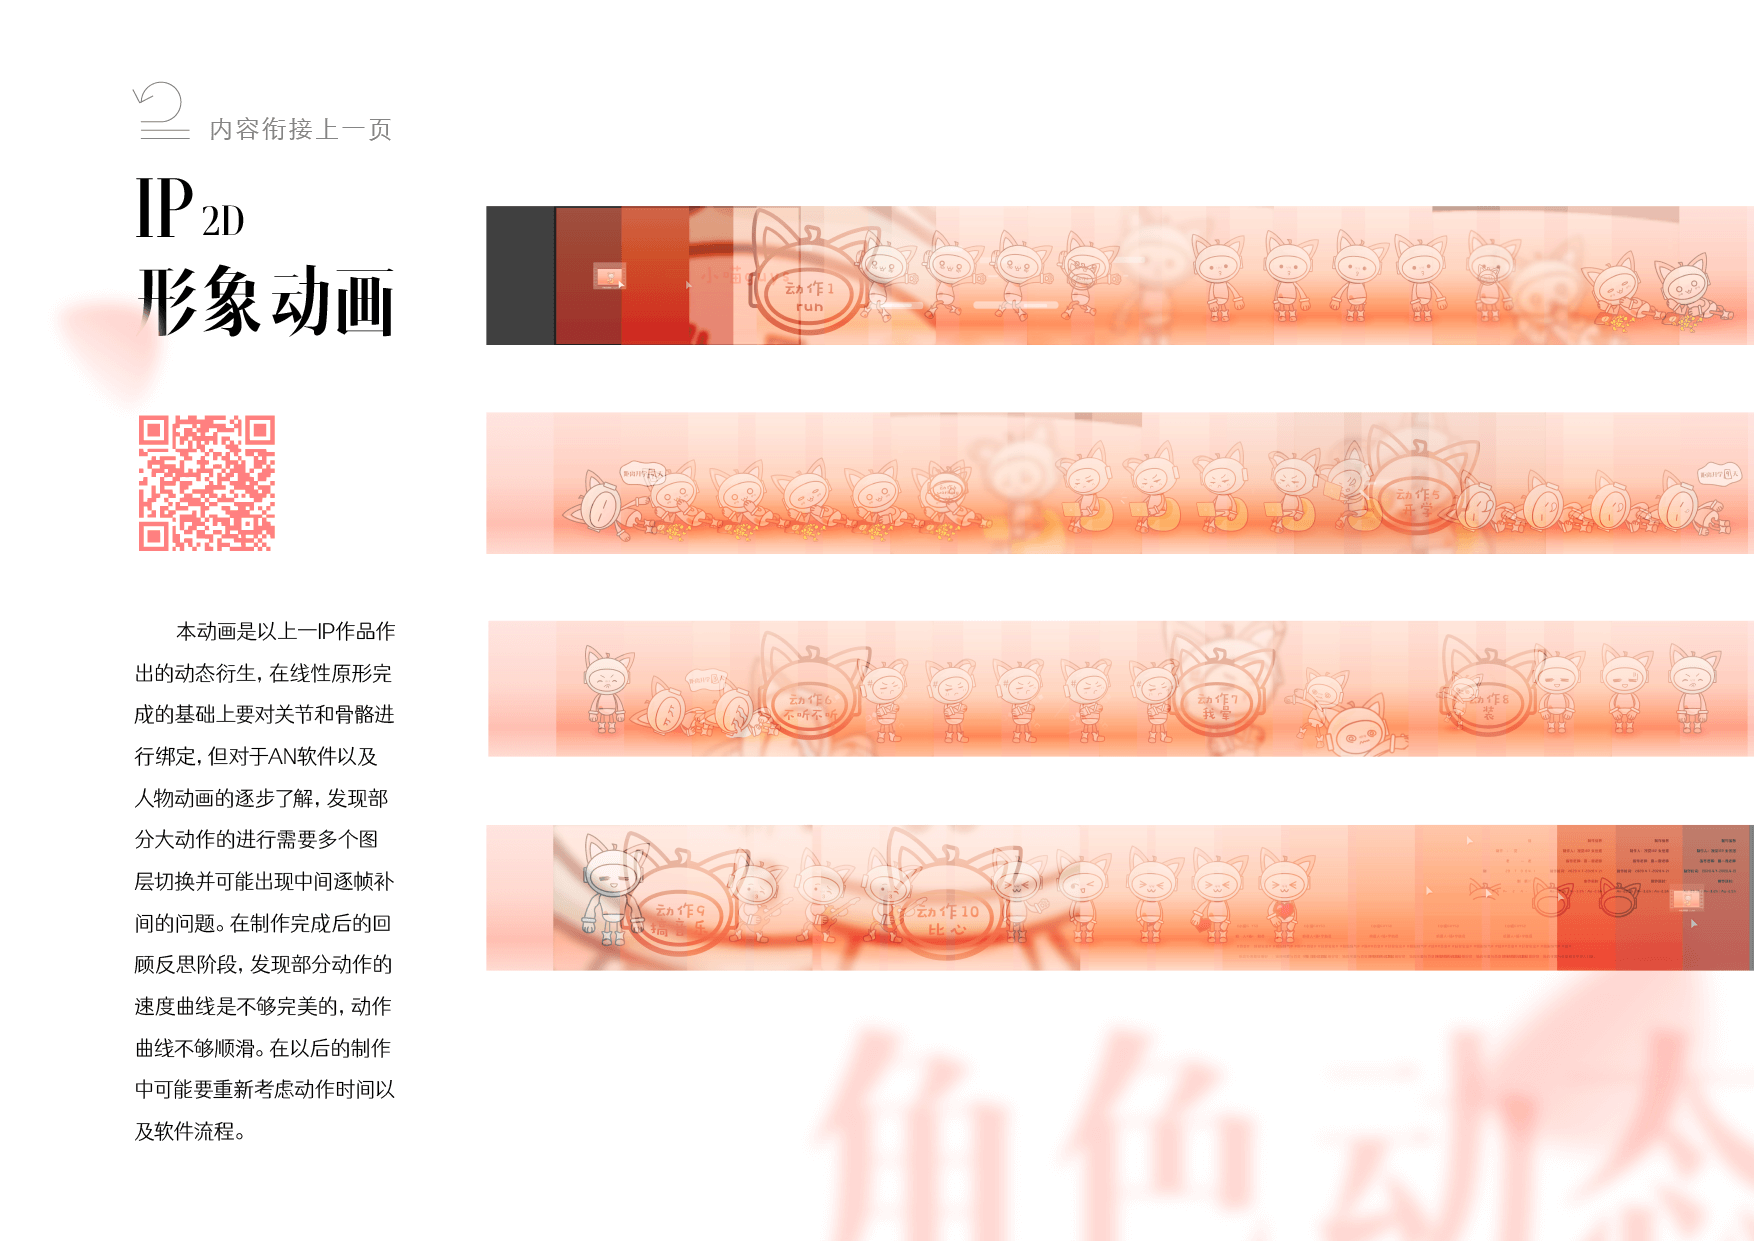 内容衔接上一页
IP 2D
形象动画
本动画是以上一IP作品作
出的动态衍生，在线性原形完
成的基础上要对关节和骨骼进
行绑定，但对于AN软件以及
人物动画的逐步了解，发现部
分大动作的进行需要多个图
层切换并可能出现中间逐帧补
间的问题。在制作完成后的回
顾反思阶段，发现部分动作的
速度曲线是不够完美的，动作
曲线不够顺滑。在以后的制作
中可能要重新考虑动作时间以
及软件流程。
动作1
run
动作5
开学
动作6
不听不听
动作7
我晕
动作8
装
动作9
搞音乐
动作10
比心
角色动态